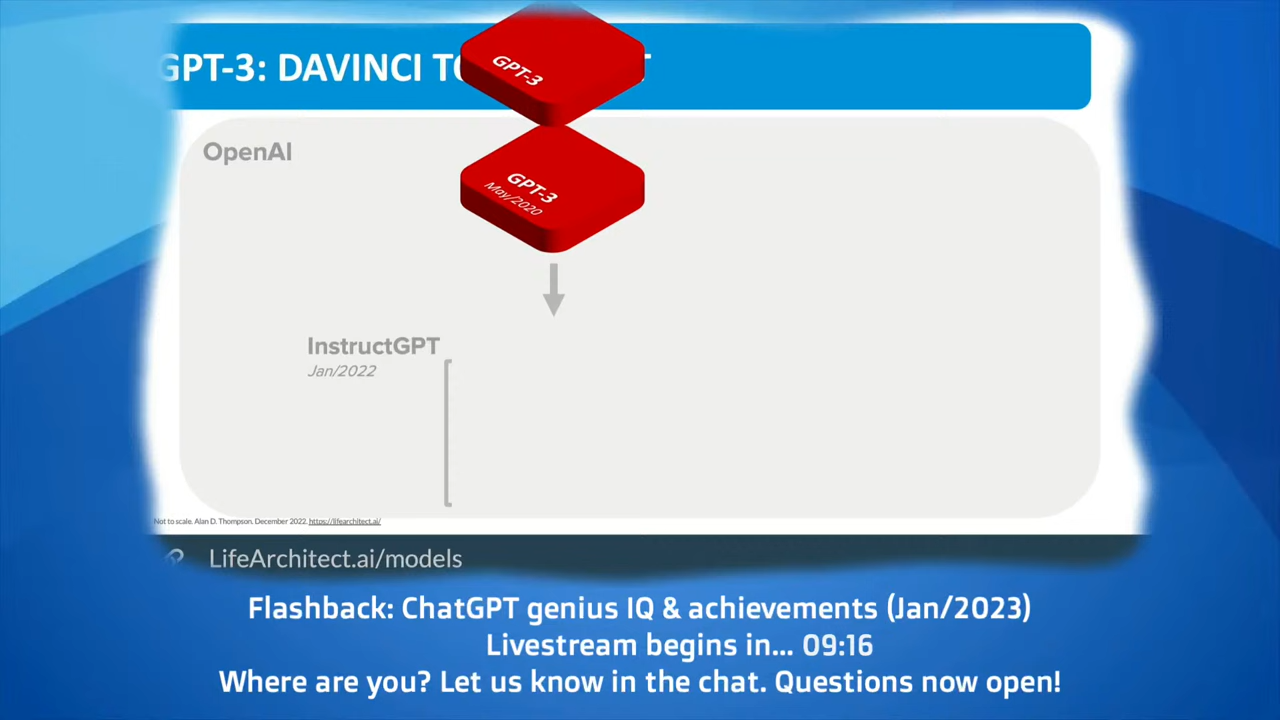 GPT-3: DAVINCI
GPT-3
OpenAI
GPT-3
May/2020
InstructGPT
Jan/2022
Not to scale. Alan D. Thompson. December 2022. https://lifearchitect.ai/
LifeArchitect.ai/models
Flashback: ChatGPT genius IQ & achievements (Jan/2023)
Livestream begins in... 09:16
Where are you? Let us know in the chat. Questions now open!